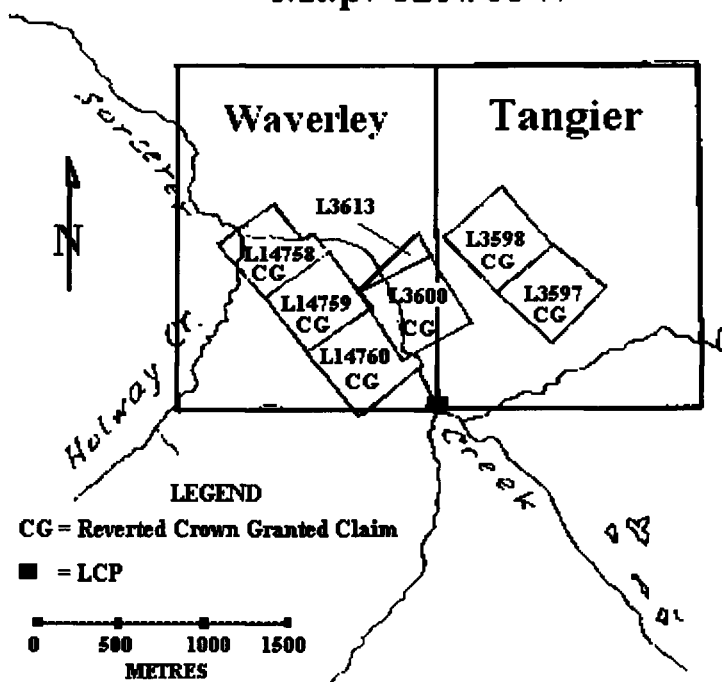 Waverley
Tangier
N
L3613
L14758
CG
L14759
CG
L14760
CG
L3600
CG
L3598
CG
L3597
CG
Holway Cr.
Creek
LEGEND
CG = Reverted Crown Granted Claim
■ = LCP
0 500 1000 1500
METRES